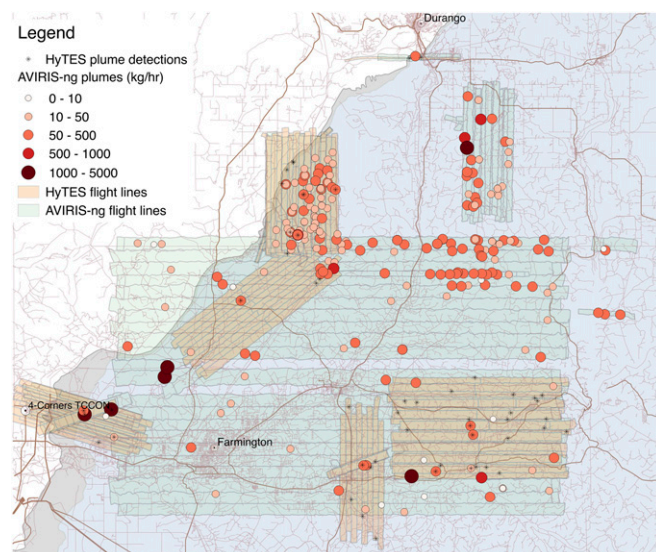 Durango
Legend
HyTES plume detections
AVIRIS-ng plumes (kg/hr)
0 - 10
10 - 50
50 - 500
500 - 1000
1000 - 5000
HyTES flight lines
AVIRIS-ng flight lines
4-Corners TCCON
Farmington